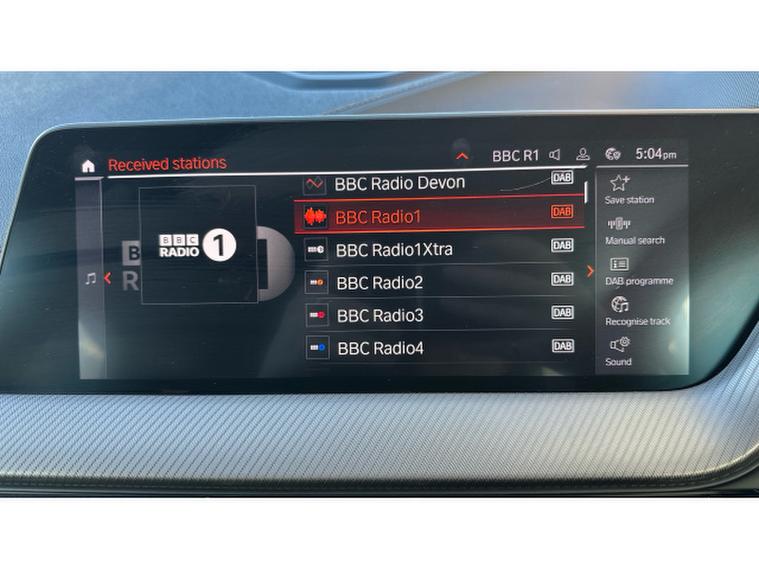 Received stations
BBC R1
5:04pm
BBC RADIO 1
B
R
BBC Radio Devon DAB
BBC Radio1 DAB
BBC Radio1Xtra DAB
BBC Radio2 DAB
BBC Radio3 DAB
BBC Radio4 DAB
Save station
Manual search
DAB programme
Recognise track
Sound